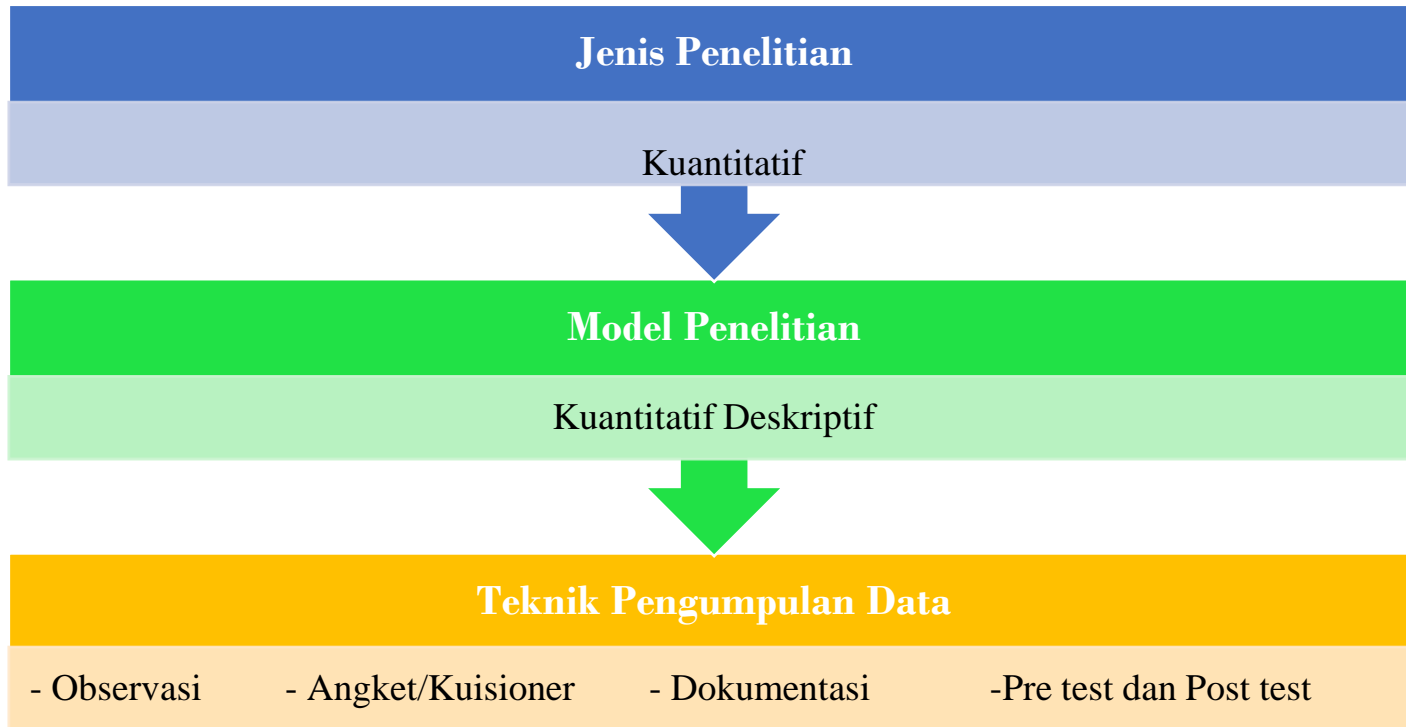 Jenis Penelitian
Kuantitatif
Model Penelitian
Kuantitatif Deskriptif
Teknik Pengumpulan Data
- Observasi - Angket/Kuisioner - Dokumentasi -Pre test dan Post test